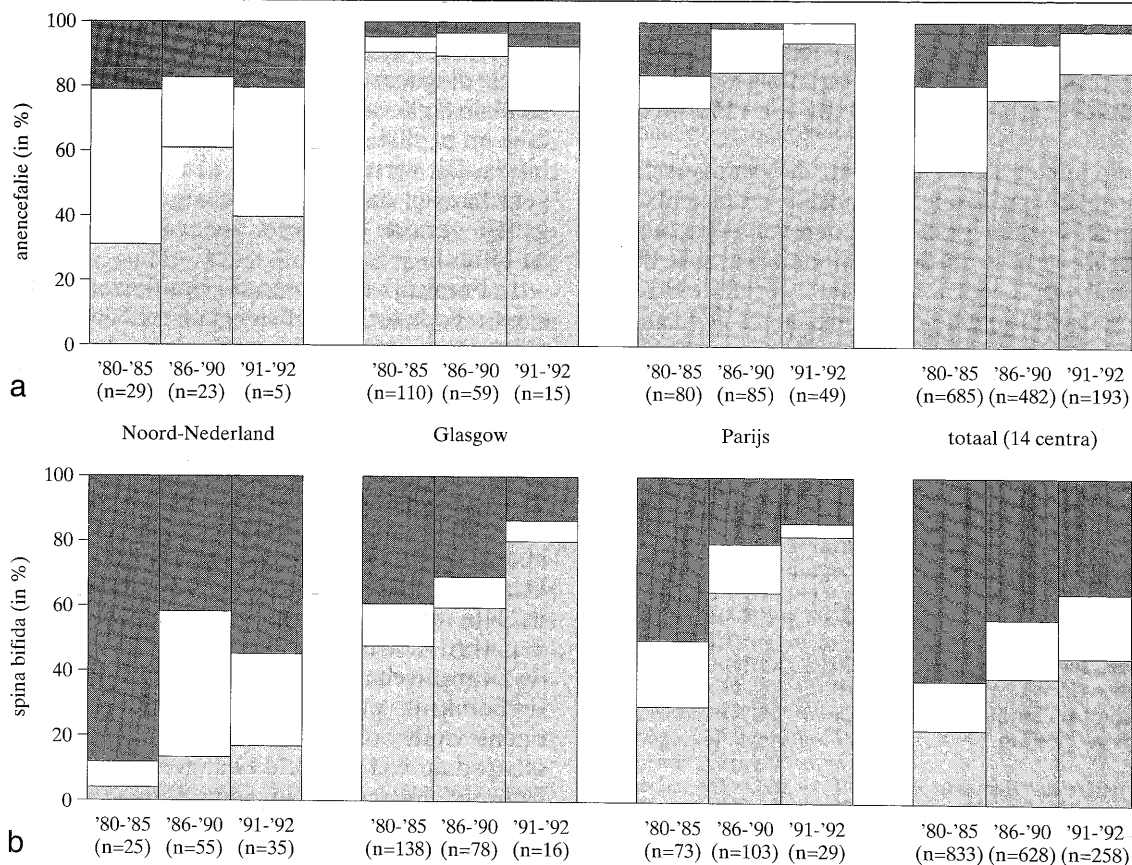 100
80
60
40
20
0
anencefalie (in %)
a
'80-'85 '86-'90 '91-'92 '80-'85 '86-'90 '91-'92 '80-'85 '86-'90 '91-'92 '80-'85 '86-'90 '91-'92
(n=29) (n=23) (n=5) (n=110) (n=59) (n=15) (n=80) (n=85) (n=49) (n=685) (n=482) (n=193)
Noord-Nederland Glasgow Parijs totaal (14 centra)
100
80
60
40
20
0
spina bifida (in %)
b
'80-'85 '86-'90 '91-'92 '80-'85 '86-'90 '91-'92 '80-'85 '86-'90 '91-'92 '80-'85 '86-'90 '91-'92
(n=25) (n=55) (n=35) (n=138) (n=78) (n=16) (n=73) (n=103) (n=29) (n=833) (n=628) (n=258)